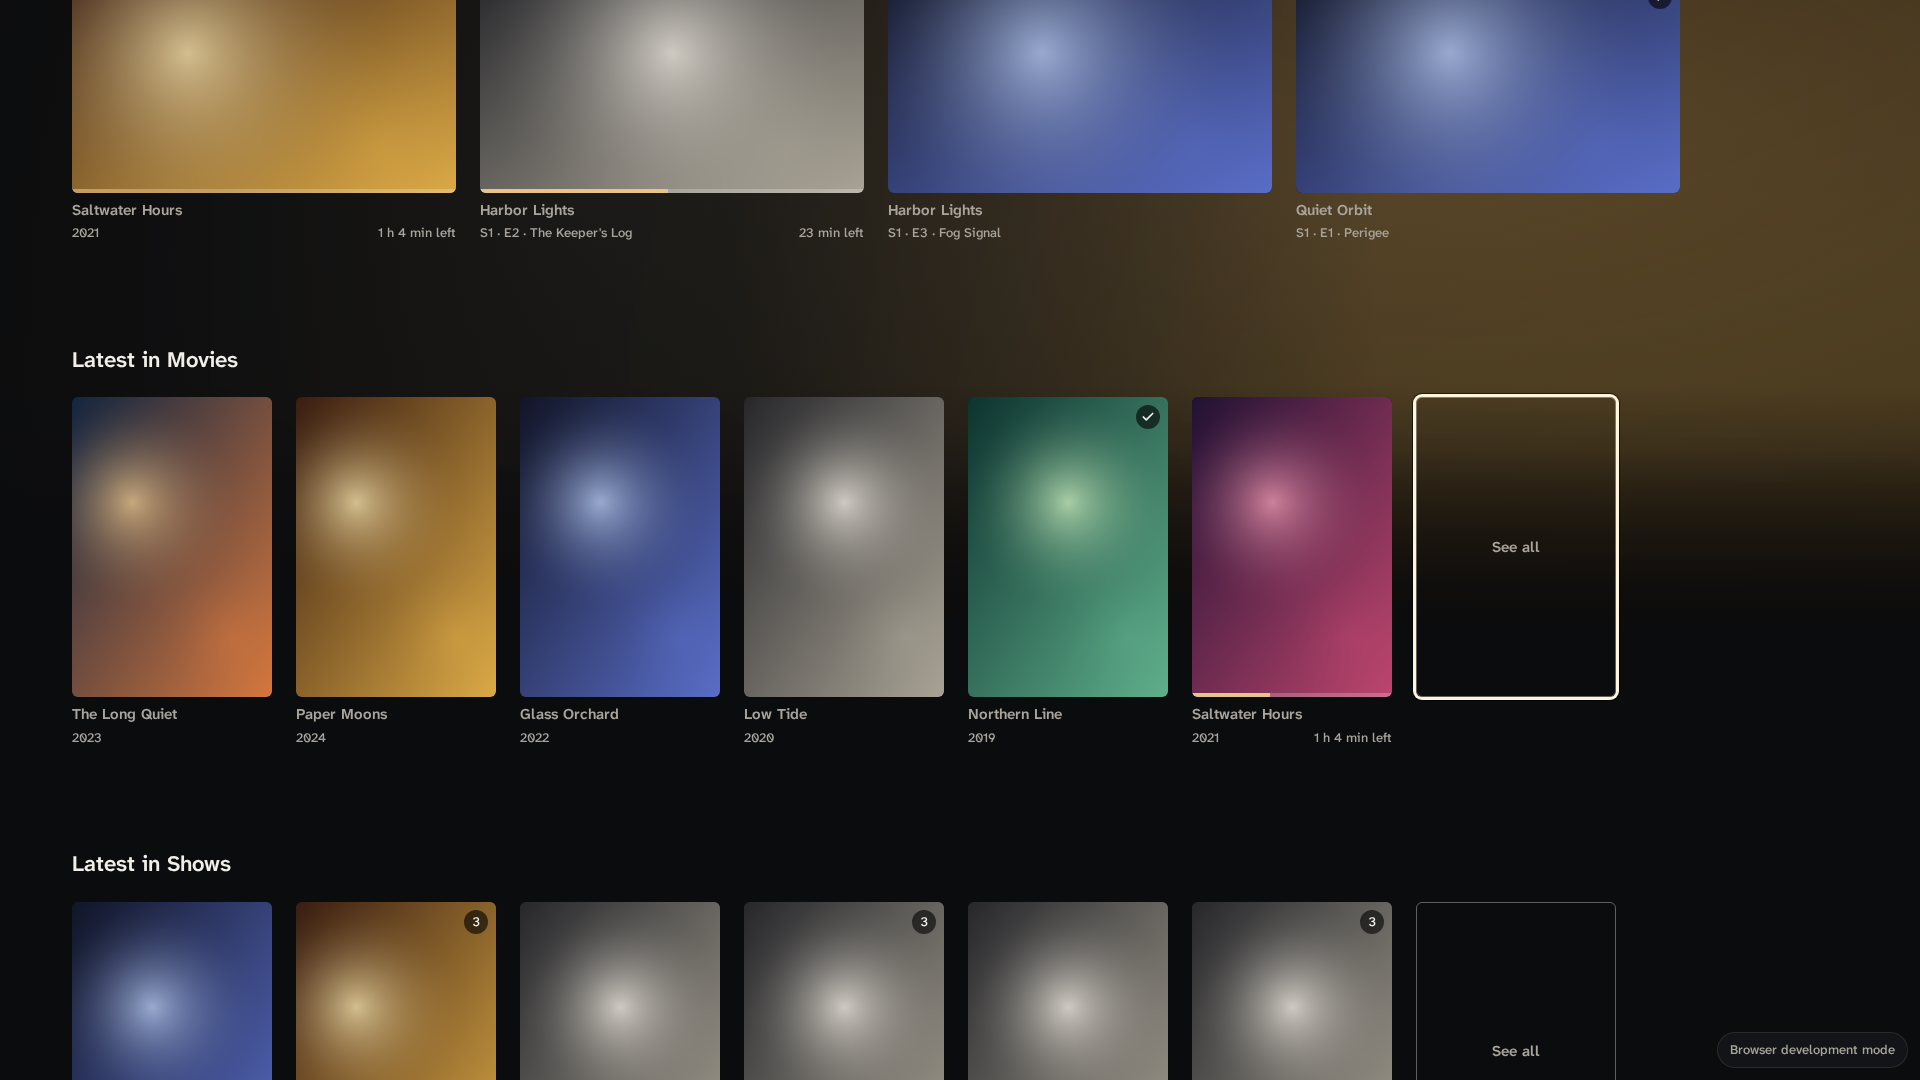 Saltwater Hours
2021
1 h 4 min left
Harbor Lights
S1 · E2 · The Keeper's Log
23 min left
Harbor Lights
S1 · E3 · Fog Signal
Quiet Orbit
S1 · E1 · Perigee
Latest in Movies
See all
The Long Quiet
2023
Paper Moons
2024
Glass Orchard
2022
Low Tide
2020
Northern Line
2019
Saltwater Hours
2021
1 h 4 min left
Latest in Shows
3
3
3
See all
Browser development mode